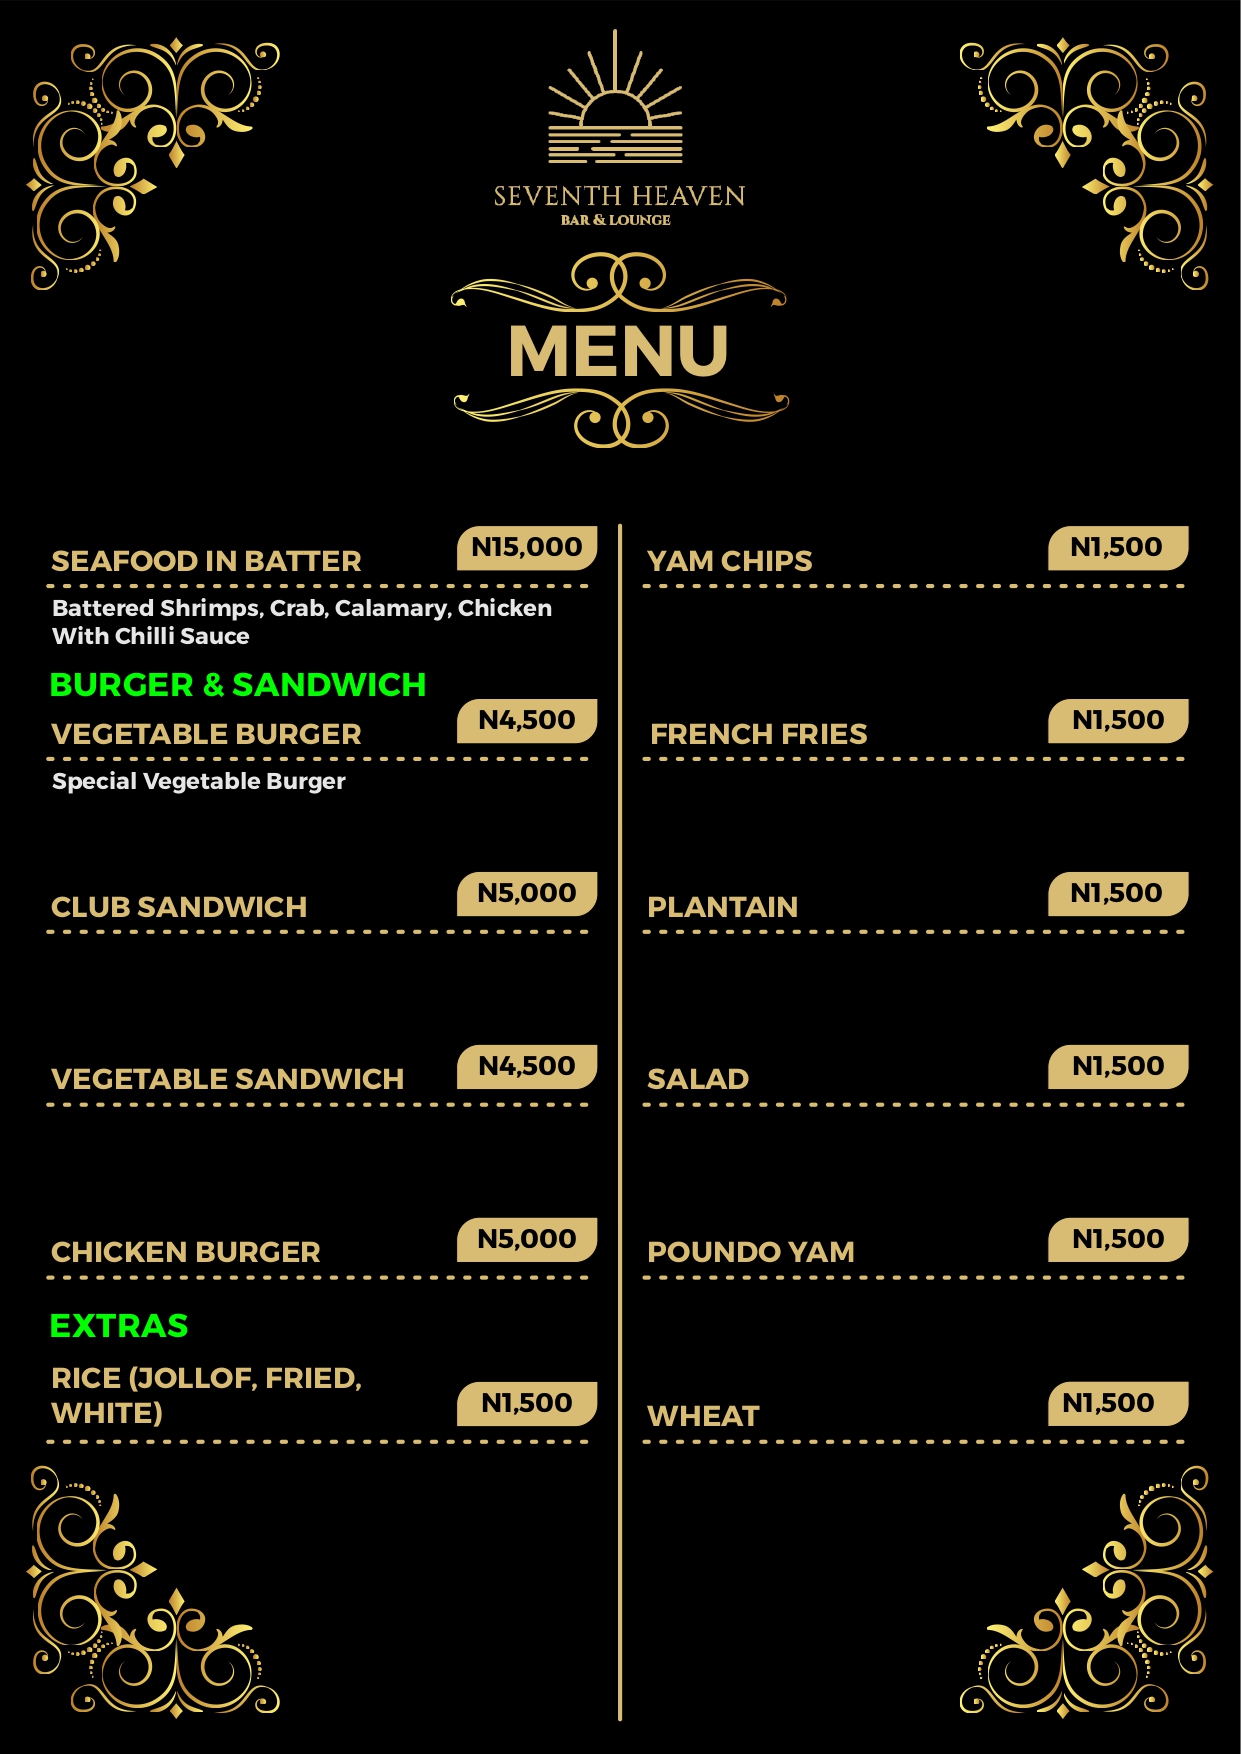 SEVENTH HEAVEN
BAR & LOUNGE
MENU
SEAFOOD IN BATTER N15,000
Battered Shrimps, Crab, Calamary, Chicken
With Chilli Sauce
BURGER & SANDWICH
VEGETABLE BURGER N4,500
Special Vegetable Burger
CLUB SANDWICH N5,000
VEGETABLE SANDWICH N4,500
CHICKEN BURGER N5,000
EXTRAS
RICE (JOLLOF, FRIED,
WHITE) N1,500
YAM CHIPS N1,500
FRENCH FRIES N1,500
PLANTAIN N1,500
SALAD N1,500
POUNDO YAM N1,500
WHEAT N1,500